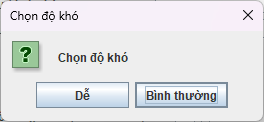 Chọn độ khó
Chọn độ khó
Dễ
Bình thường